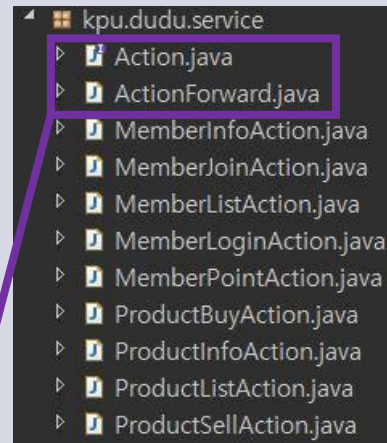 kpu.dudu.service
Action.java
ActionForward.java
MemberInfoAction.java
MemberJoinAction.java
MemberListAction.java
MemberLoginAction.java
MemberPointAction.java
ProductBuyAction.java
ProductInfoAction.java
ProductListAction.java
ProductSellAction.java